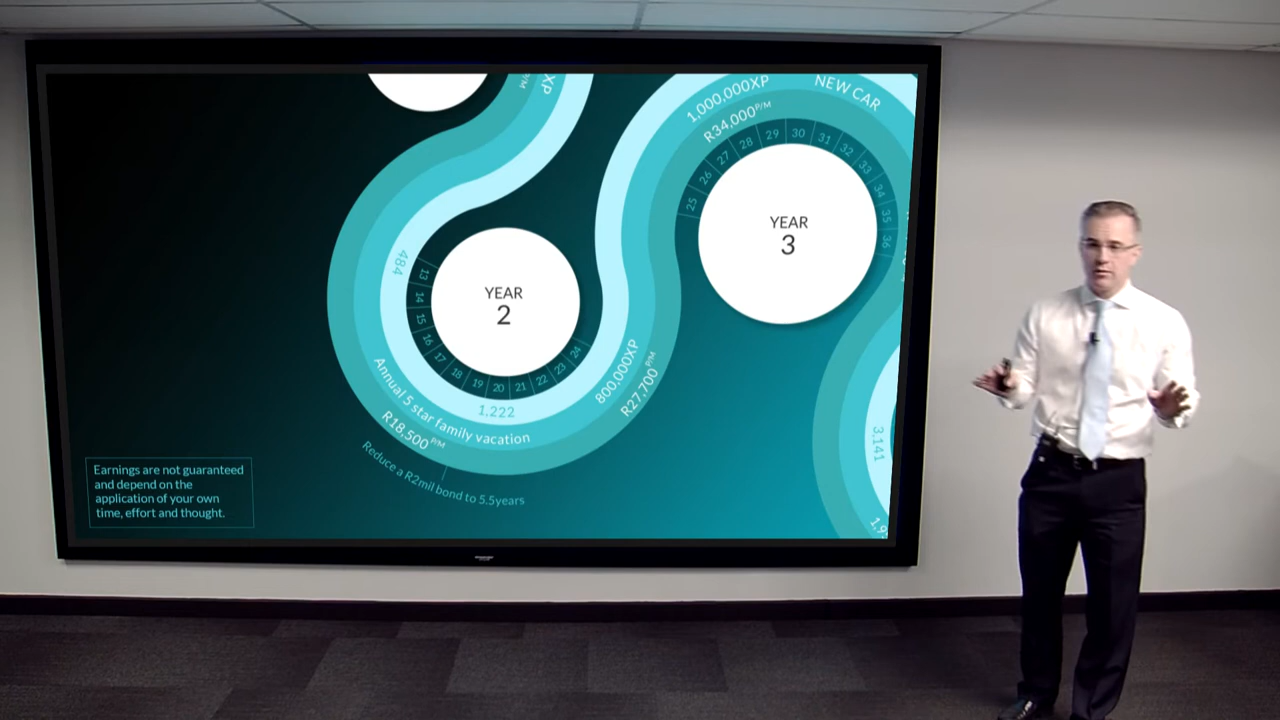 P/M
XP
1,000,000XP
NEW CAR
R34,000P/M
25 26 27 28 29 30 31 32 33 34 35 36
YEAR
3
484
13 14 15 16 17 18 19 20 21 22 23 24
YEAR
2
1,222
Annual 5 star family vacation
R18,500P/M
Reduce a R2mil bond to 5.5years
800,000XP
R27,700P/M
3,141
Earnings are not guaranteed
and depend on the
application of your own
time, effort and thought.